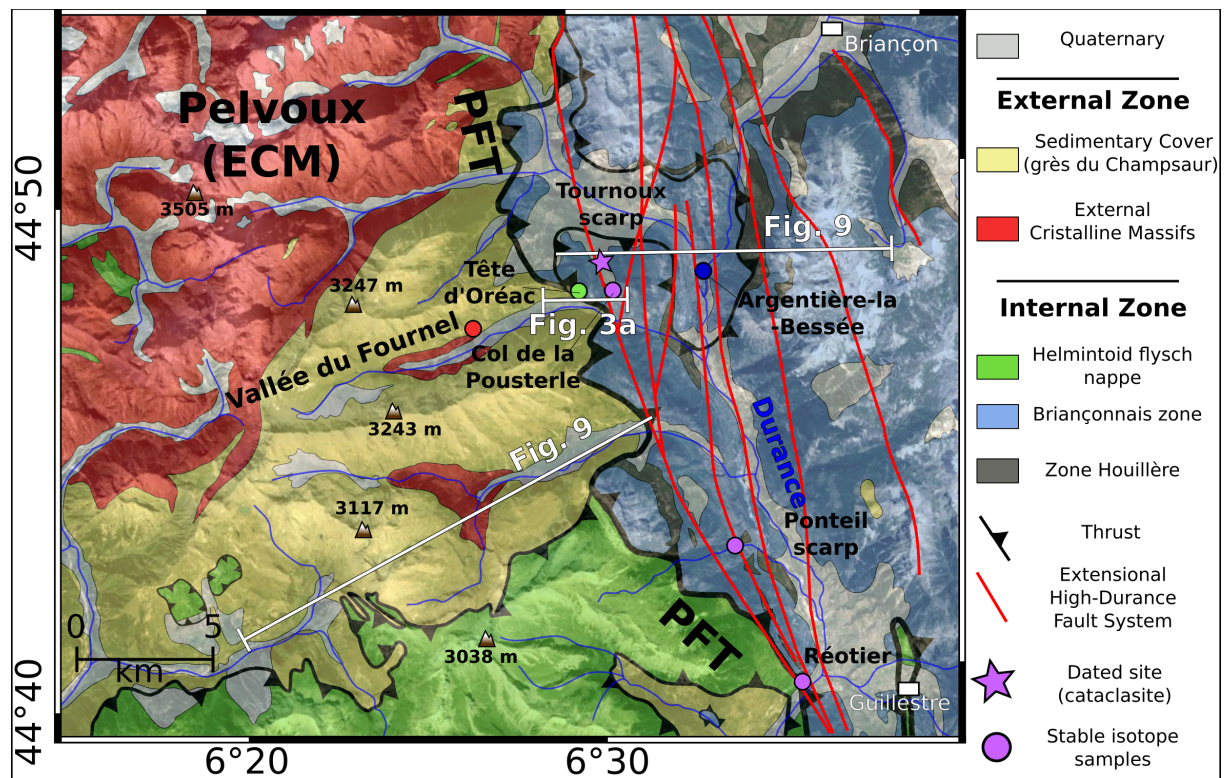 Pelvoux
(ECM)
PFT
Briançon
3505 m
Tournoux
scarp
Fig. 9
Tête
d'Oréac
3247 m
Argentière-la
-Bessée
Fig. 3a
Vallée du Fournel
Col de la
Pousterle
3243 m
Fig. 9
Durance
3117 m
Ponteil
scarp
PFT
0 5
km
3038 m
Réotier
Guillestre
44°50
44°40
6°20
6°30
Quaternary
External Zone
Sedimentary Cover
(grès du Champsaur)
External
Cristalline Massifs
Internal Zone
Helmintoid flysch
nappe
Briançonnais zone
Zone Houillère
Thrust
Extensional
High-Durance
Fault System
Dated site
(cataclasite)
Stable isotope
samples